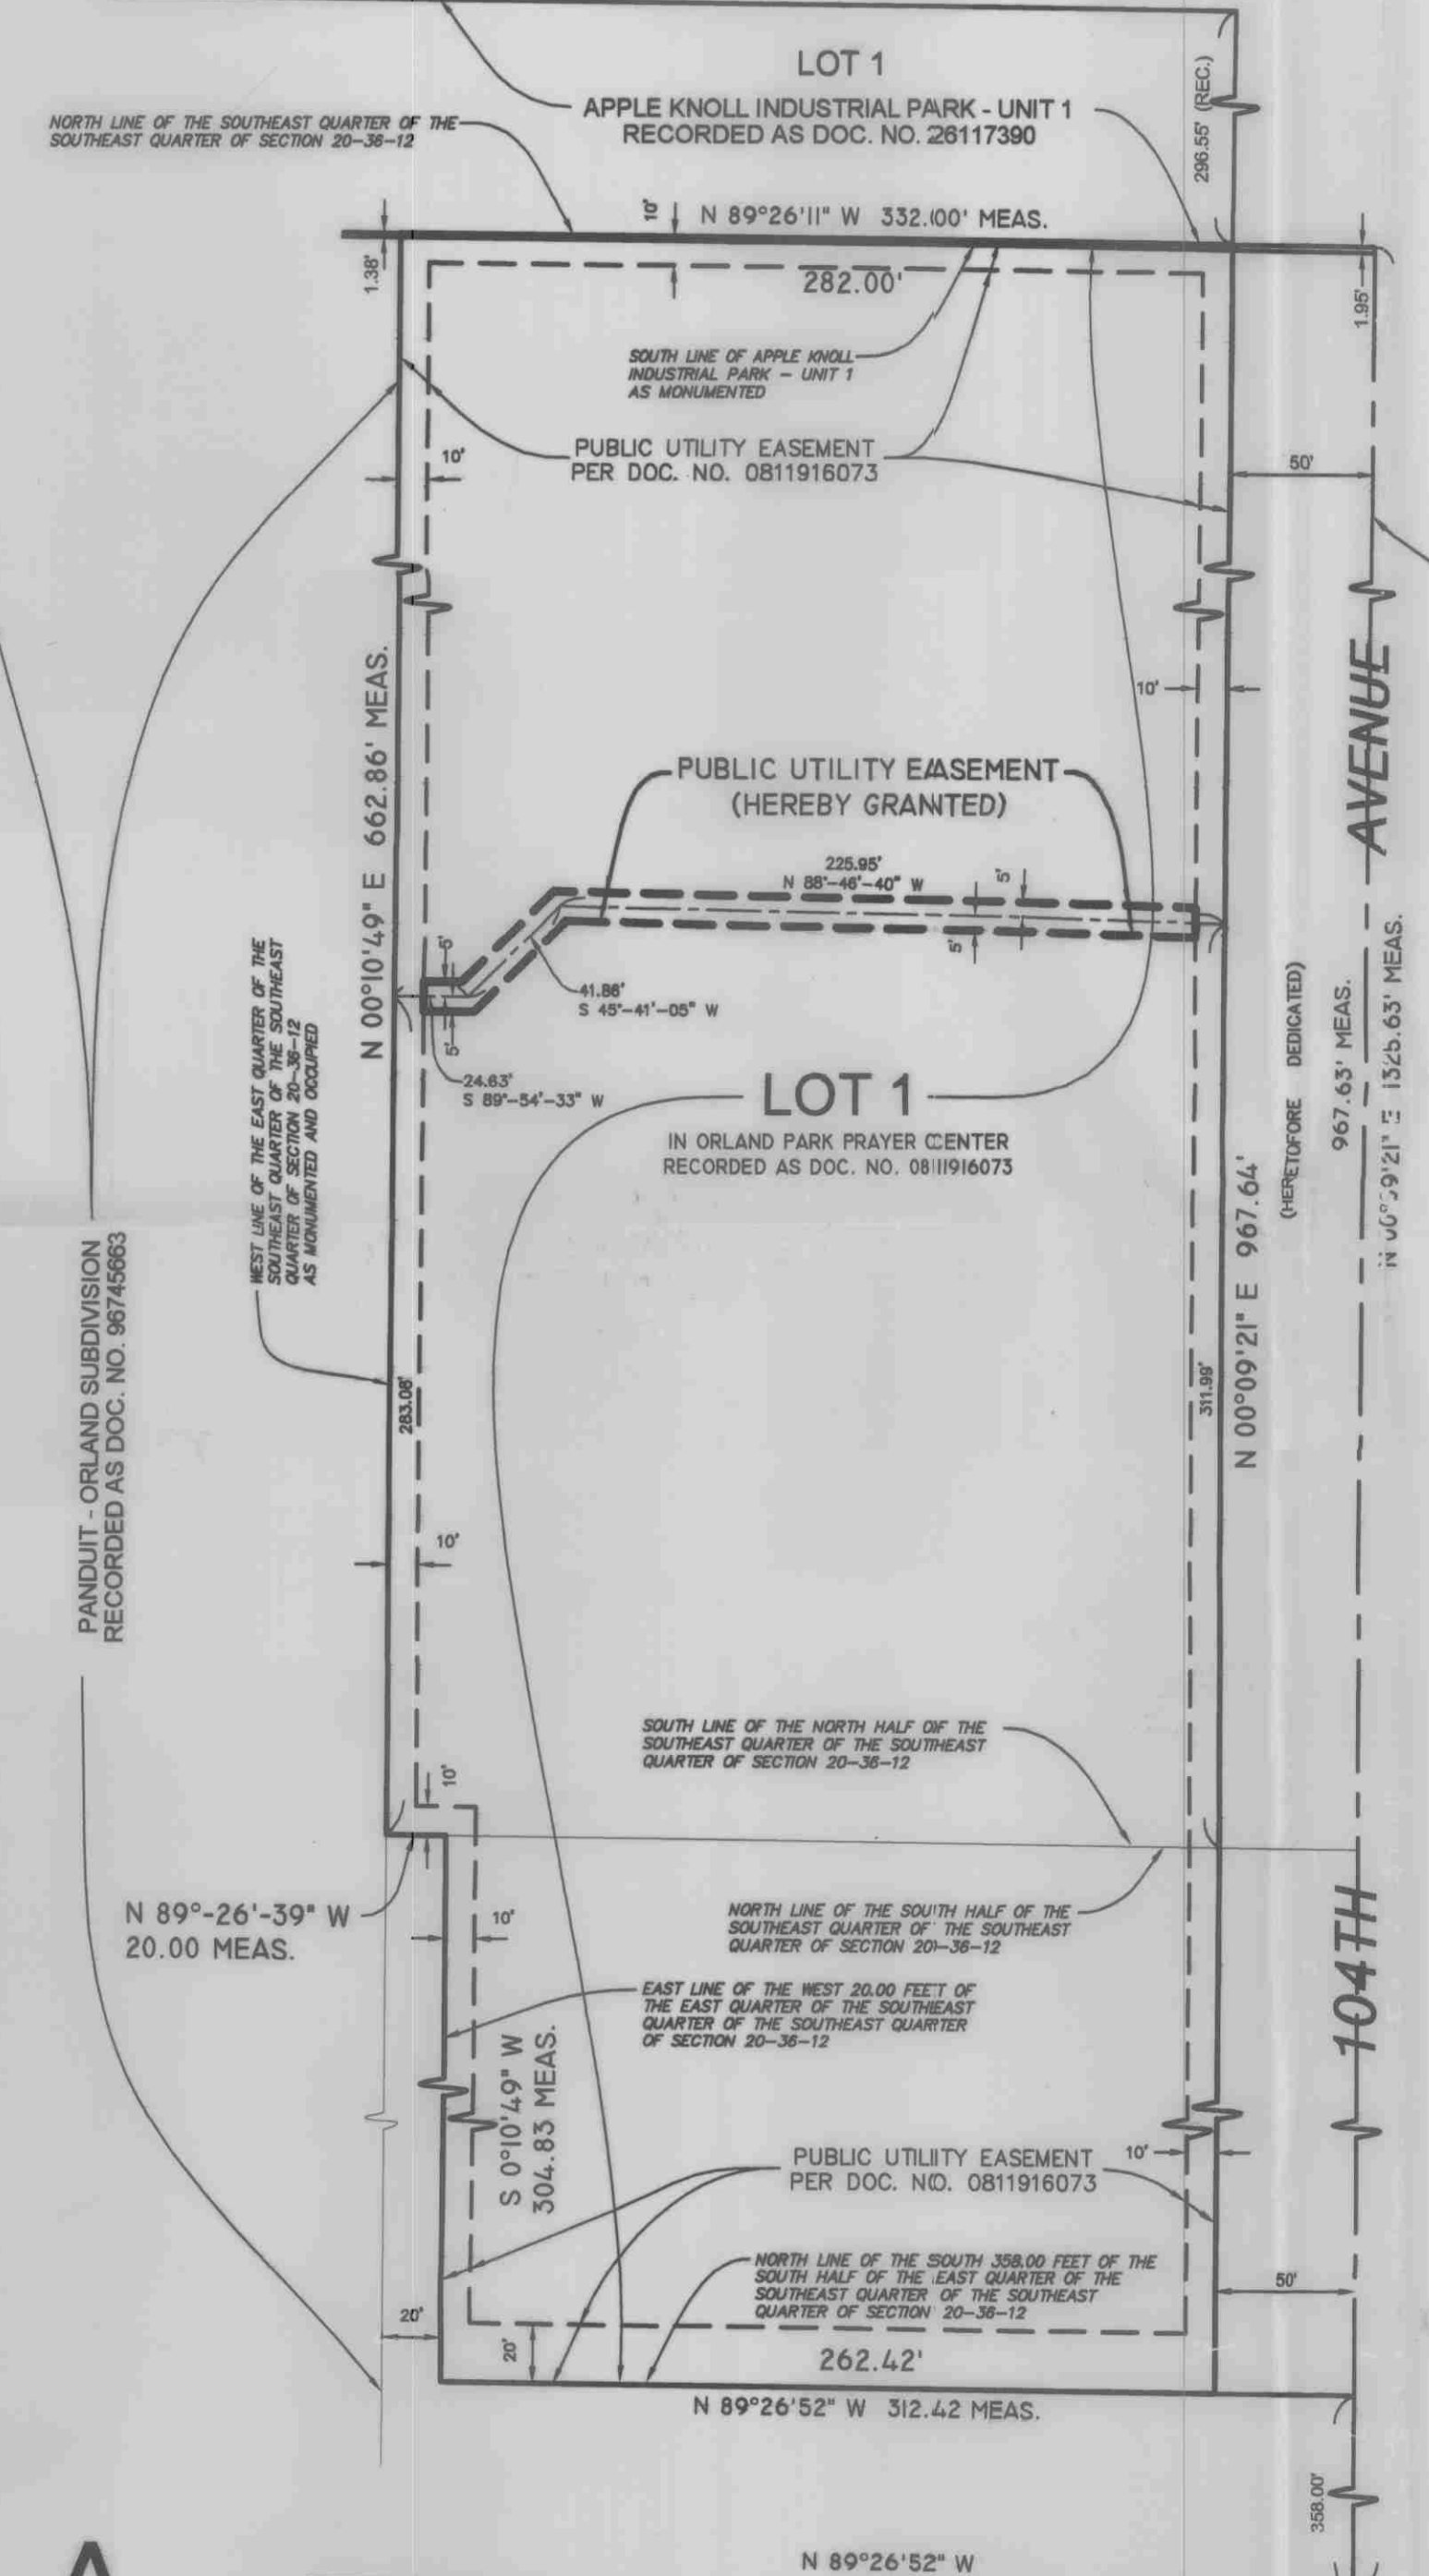 LOT 1
APPLE KNOLL INDUSTRIAL PARK - UNIT 1
RECORDED AS DOC. NO. 26117390
296.55' (REC.)
NORTH LINE OF THE SOUTHEAST QUARTER OF THE
SOUTHEAST QUARTER OF SECTION 20-36-12
10'
N 89°26'11" W 332.00' MEAS.
1.38'
282.00'
1.95'
SOUTH LINE OF APPLE KNOLL
INDUSTRIAL PARK - UNIT 1
AS MONUMENTED
10'
PUBLIC UTILITY EASEMENT
PER DOC. NO. 0811916073
50'
N 00°10'49" E 662.86' MEAS.
10'
AVENUE
PUBLIC UTILITY EASEMENT
(HEREBY GRANTED)
225.95'
N 88°-46'-40" W
5'
5'
5'
5'
41.86'
S 45°-41'-05" W
24.63'
S 89°-54'-33" W
WEST LINE OF THE EAST QUARTER OF THE
SOUTHEAST QUARTER OF THE SOUTHEAST
QUARTER OF SECTION 20-36-12
AS MONUMENTED AND OCCUPIED
LOT 1
IN ORLAND PARK PRAYER CENTER
RECORDED AS DOC. NO. 0811916073
(HERETOFORE DEDICATED)
967.63' MEAS.
N 00°09'21" E 1325.63' MEAS.
N 00°09'21" E 967.64'
PANDUIT - ORLAND SUBDIVISION
RECORDED AS DOC. NO. 96745663
283.08'
311.99'
10'
SOUTH LINE OF THE NORTH HALF OF THE
SOUTHEAST QUARTER OF THE SOUTHEAST
QUARTER OF SECTION 20-36-12
10'
N 89°-26'-39" W
20.00 MEAS.
10'
NORTH LINE OF THE SOUTH HALF OF THE
SOUTHEAST QUARTER OF THE SOUTHEAST
QUARTER OF SECTION 20-36-12
104TH
EAST LINE OF THE WEST 20.00 FEET OF
THE EAST QUARTER OF THE SOUTHEAST
QUARTER OF THE SOUTHEAST QUARTER
OF SECTION 20-36-12
S 0°10'49" W
304.83 MEAS.
PUBLIC UTILITY EASEMENT
PER DOC. NO. 0811916073
10'
NORTH LINE OF THE SOUTH 358.00 FEET OF THE
SOUTH HALF OF THE EAST QUARTER OF THE
SOUTHEAST QUARTER OF THE SOUTHEAST
QUARTER OF SECTION 20-36-12
50'
20'
20'
262.42'
N 89°26'52" W 312.42 MEAS.
358.00'
N 89°26'52" W